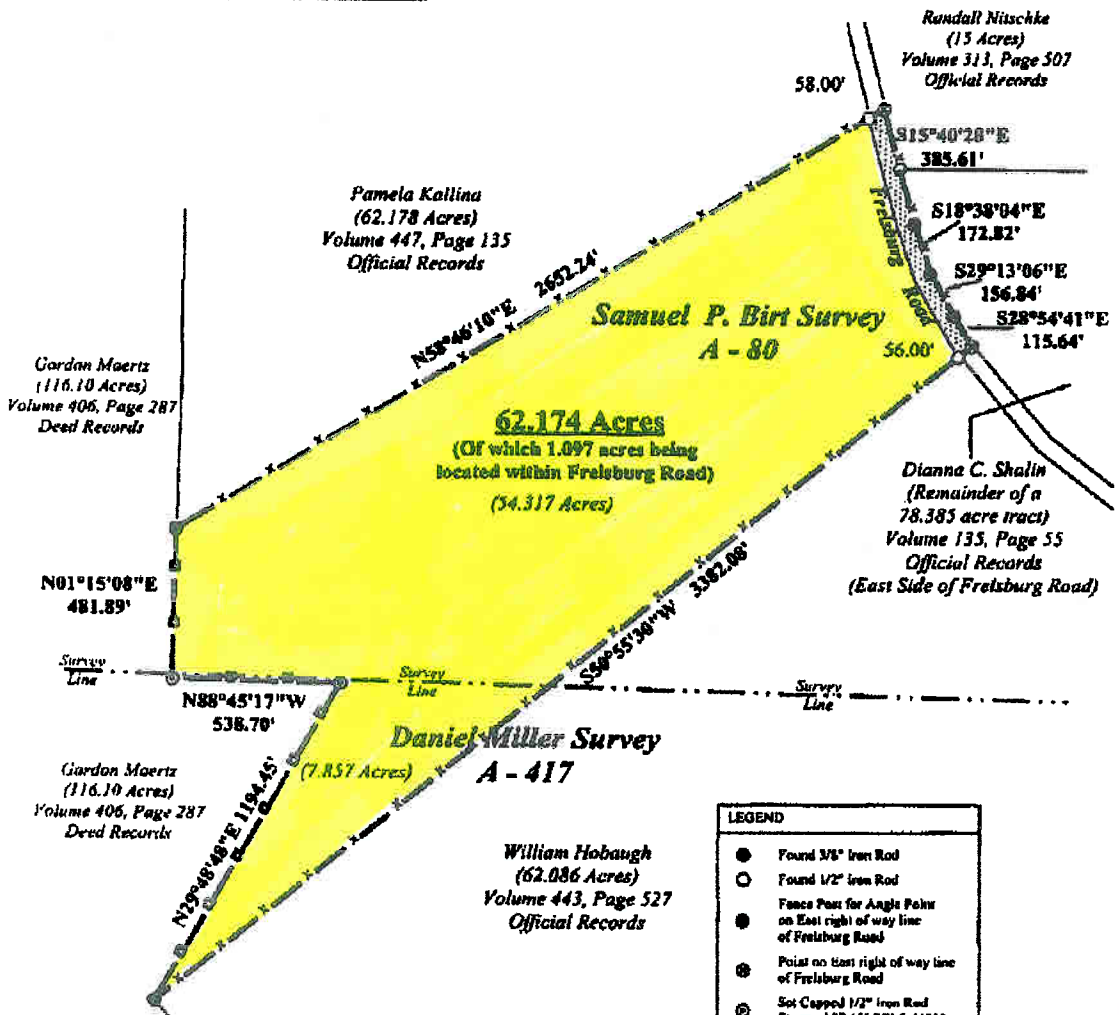 Randall Nitschke
(15 Acres)
Volume 313, Page 507
Official Records
58.00'
S15°40'28"E
385.61'
Pamela Kallina
(62.178 Acres)
Volume 447, Page 135
Official Records
S18°38'04"E
172.82'
Frelsburg Road
S29°13'06"E
156.84'
N58°46'10"E 2652.24'
Samuel P. Birt Survey
A - 80
S28°54'41"E
115.64'
56.00'
Gordon Maertz
(116.10 Acres)
Volume 406, Page 287
Deed Records
62.174 Acres
(Of which 1.097 acres being
located within Frelsburg Road)
(54.317 Acres)
Dianna C. Shalin
(Remainder of a
78.385 acre tract)
Volume 135, Page 55
Official Records
(East Side of Frelsburg Road)
N01°15'08"E
481.89'
S50°55'30"W 3382.08'
Survey
Line
Survey
Line
Survey
Line
N88°45'17"W
538.70'
Daniel Miller Survey
A - 417
(7.857 Acres)
Gordon Maertz
(116.10 Acres)
Volume 406, Page 287
Deed Records
N29°48'48"E 1194.45'
William Hobaugh
(62.086 Acres)
Volume 443, Page 527
Official Records
LEGEND
Found 3/8" Iron Rod
Found 1/2" Iron Rod
Fence Post for Angle Point
on East right of way line
of Frelsburg Road
Point on East right of way line
of Frelsburg Road
Set Capped 1/2" Iron Rod